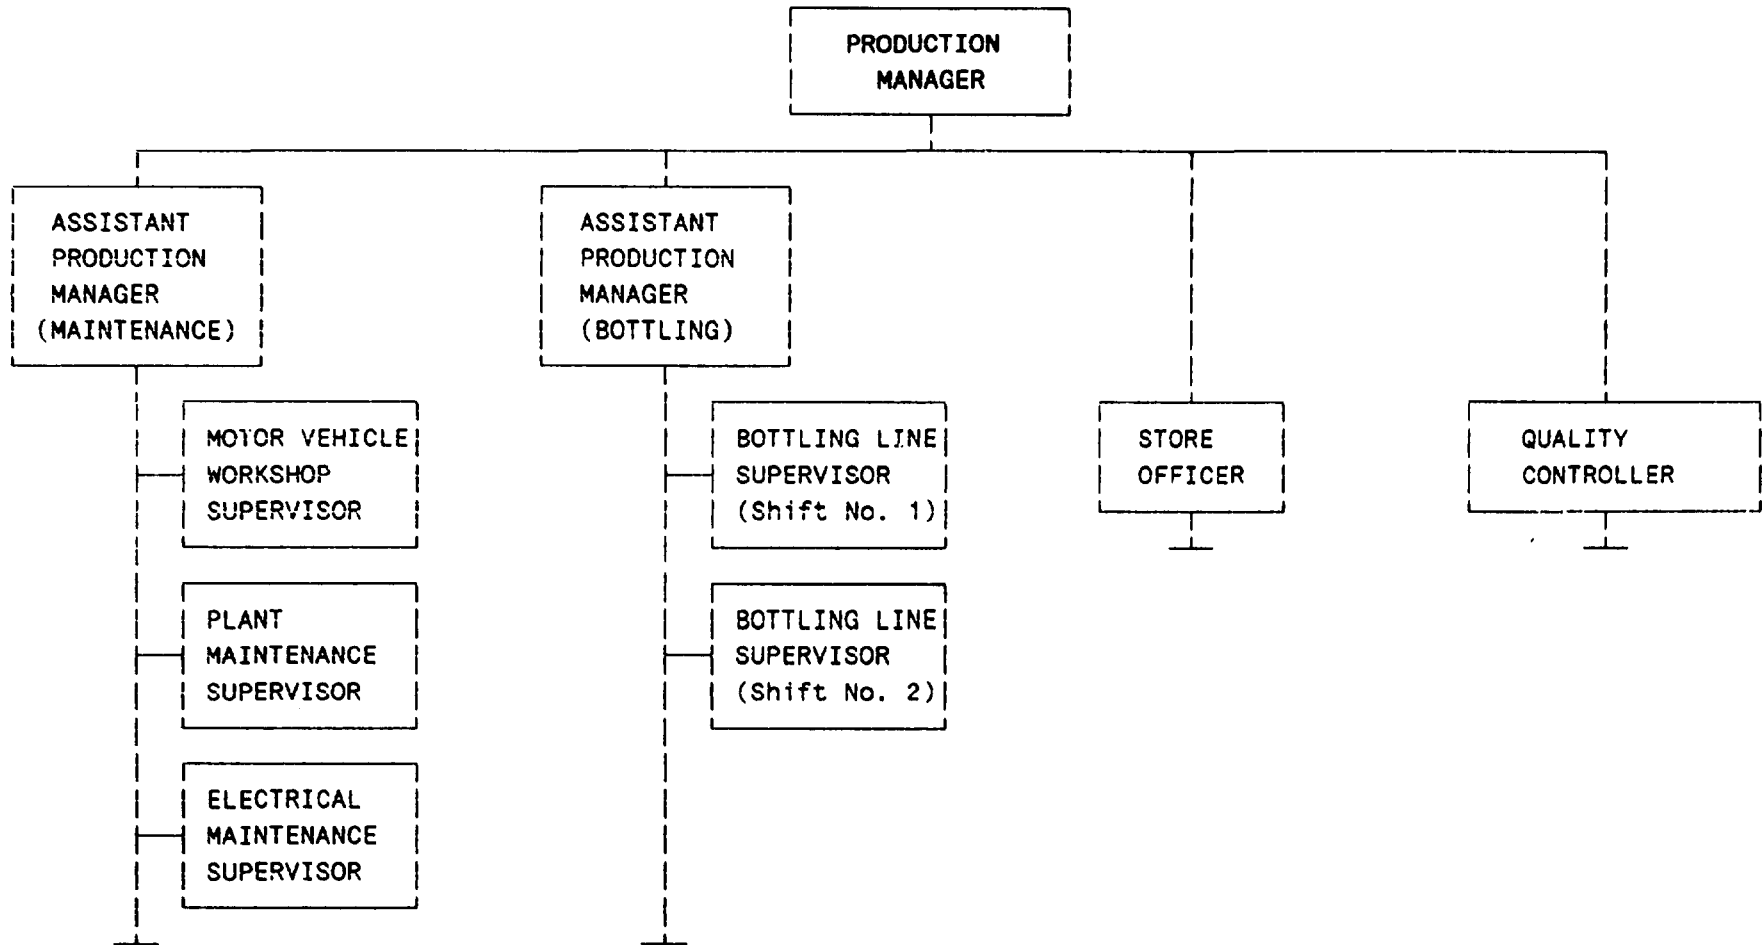 PRODUCTION
MANAGER
ASSISTANT
PRODUCTION
MANAGER
(MAINTENANCE)
MOTOR VEHICLE
WORKSHOP
SUPERVISOR
PLANT
MAINTENANCE
SUPERVISOR
ELECTRICAL
MAINTENANCE
SUPERVISOR
ASSISTANT
PRODUCTION
MANAGER
(BOTTLING)
BOTTLING LINE
SUPERVISOR
(Shift No. 1)
BOTTLING LINE
SUPERVISOR
(Shift No. 2)
STORE
OFFICER
QUALITY
CONTROLLER